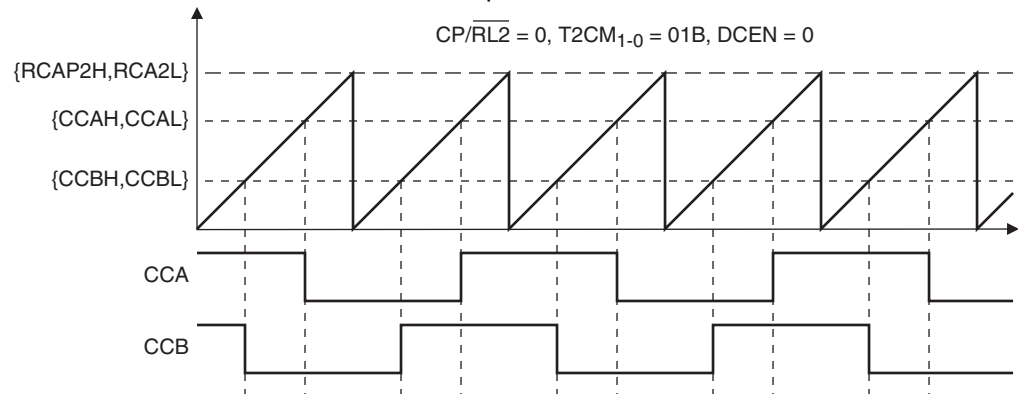 CP/RL2 = 0, T2CM1-0 = 01B, DCEN = 0
{RCAP2H,RCA2L}
{CCAH,CCAL}
{CCBH,CCBL}
CCA
CCB